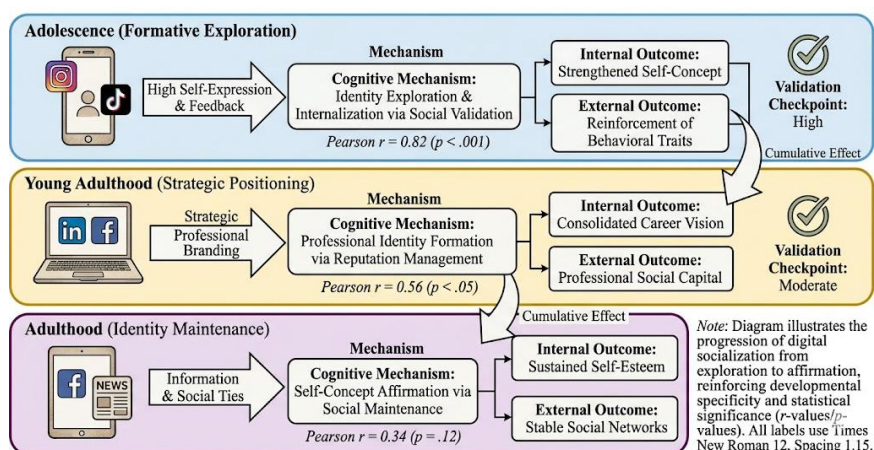 Adolescence (Formative Exploration)
High Self-Expression
& Feedback
Mechanism
Cognitive Mechanism:
Identity Exploration &
Internalization via Social Validation
Pearson r = 0.82 (p < .001)
Internal Outcome:
Strengthened Self-Concept
External Outcome:
Reinforcement of
Behavioral Traits
Validation
Checkpoint:
High
Cumulative Effect
Young Adulthood (Strategic Positioning)
in f
Strategic
Professional
Branding
Mechanism
Cognitive Mechanism:
Professional Identity Formation
via Reputation Management
Pearson r = 0.56 (p < .05)
Internal Outcome:
Consolidated Career Vision
External Outcome:
Professional Social Capital
Validation
Checkpoint:
Moderate
Cumulative Effect
Adulthood (Identity Maintenance)
f
NEWS
Information
& Social Ties
Mechanism
Cognitive Mechanism:
Self-Concept Affirmation via
Social Maintenance
Pearson r = 0.34 (p = .12)
Internal Outcome:
Sustained Self-Esteem
External Outcome:
Stable Social Networks
Note: Diagram illustrates the
progression of digital
socialization from
exploration to affirmation,
reinforcing developmental
specificity and statistical
significance (r-values/p-
values). All labels use Times
New Roman 12, Spacing 1.15.